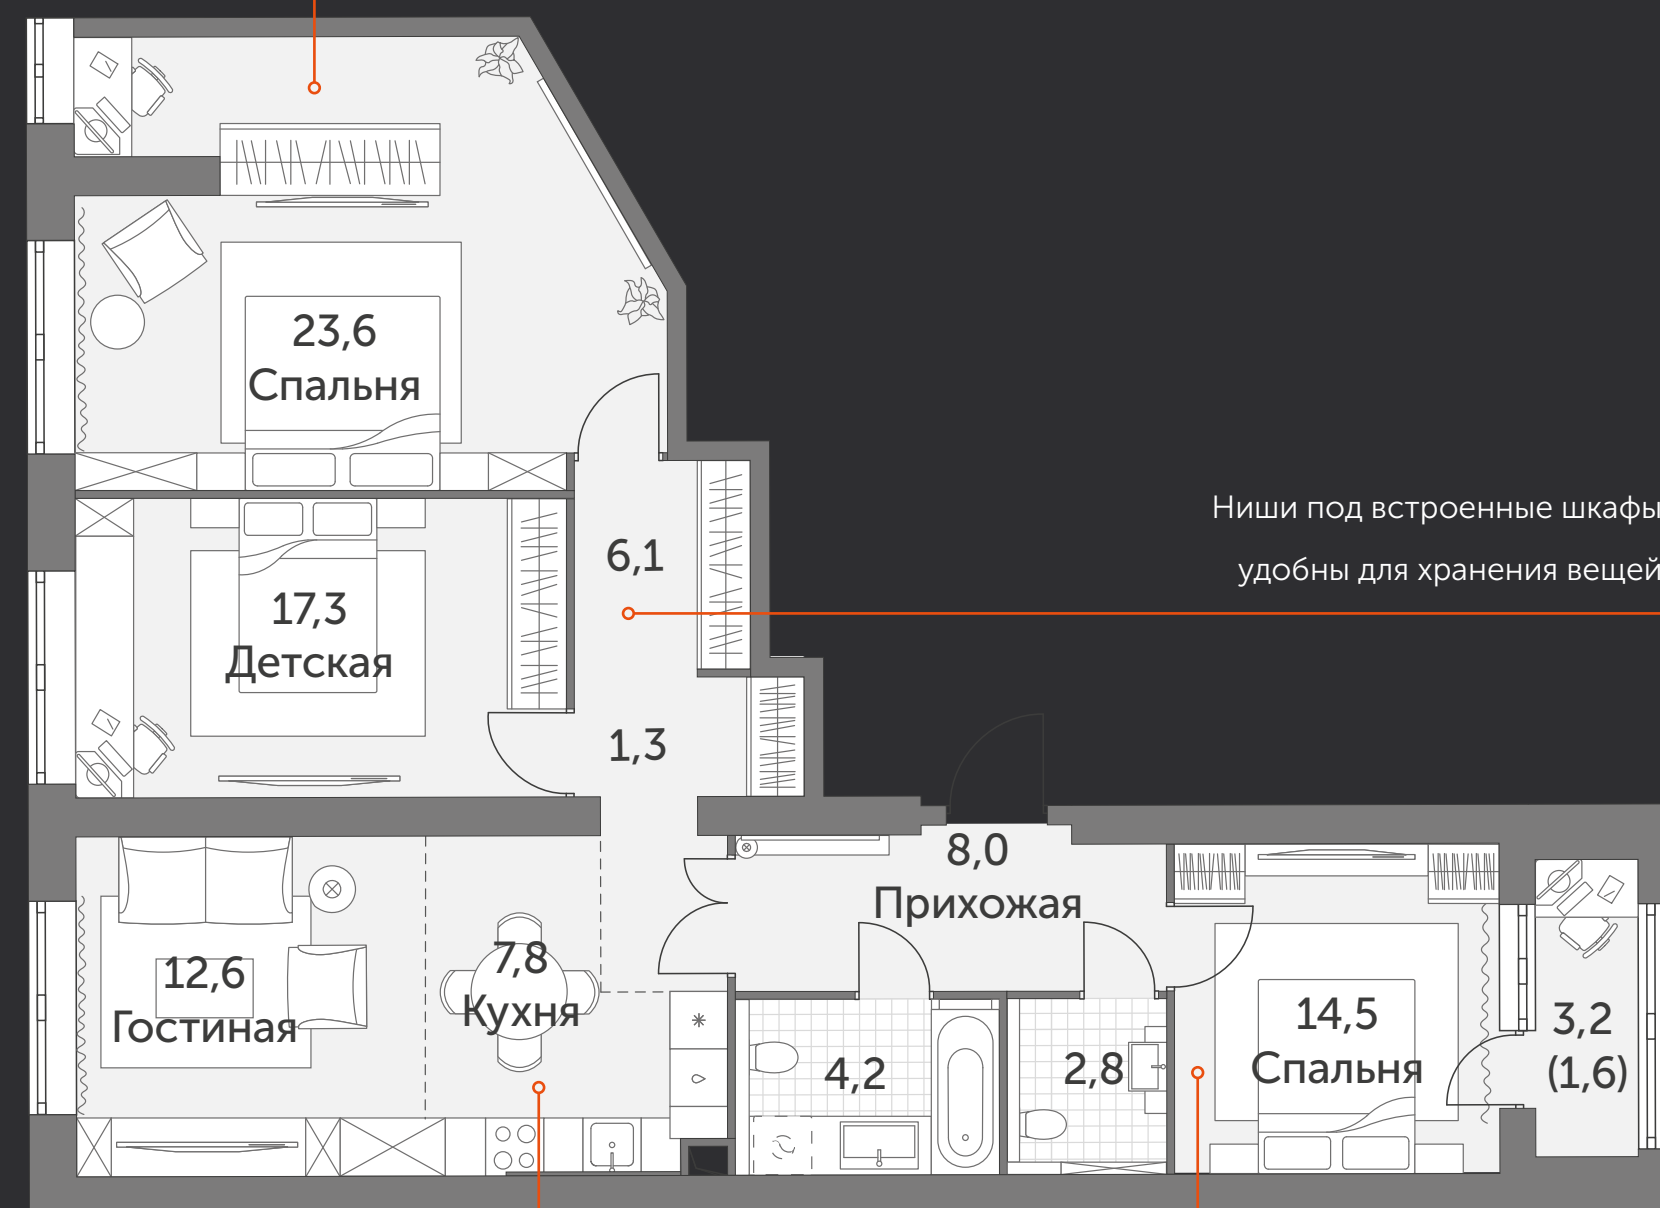 23,6
Спальня
Ниши под встроенные шкафы
удобны для хранения вещей
6,1
17,3
Детская
1,3
8,0
Прихожая
7,8
Кухня
12,6
Гостиная
14,5
Спальня
3,2
(1,6)
4,2
2,8